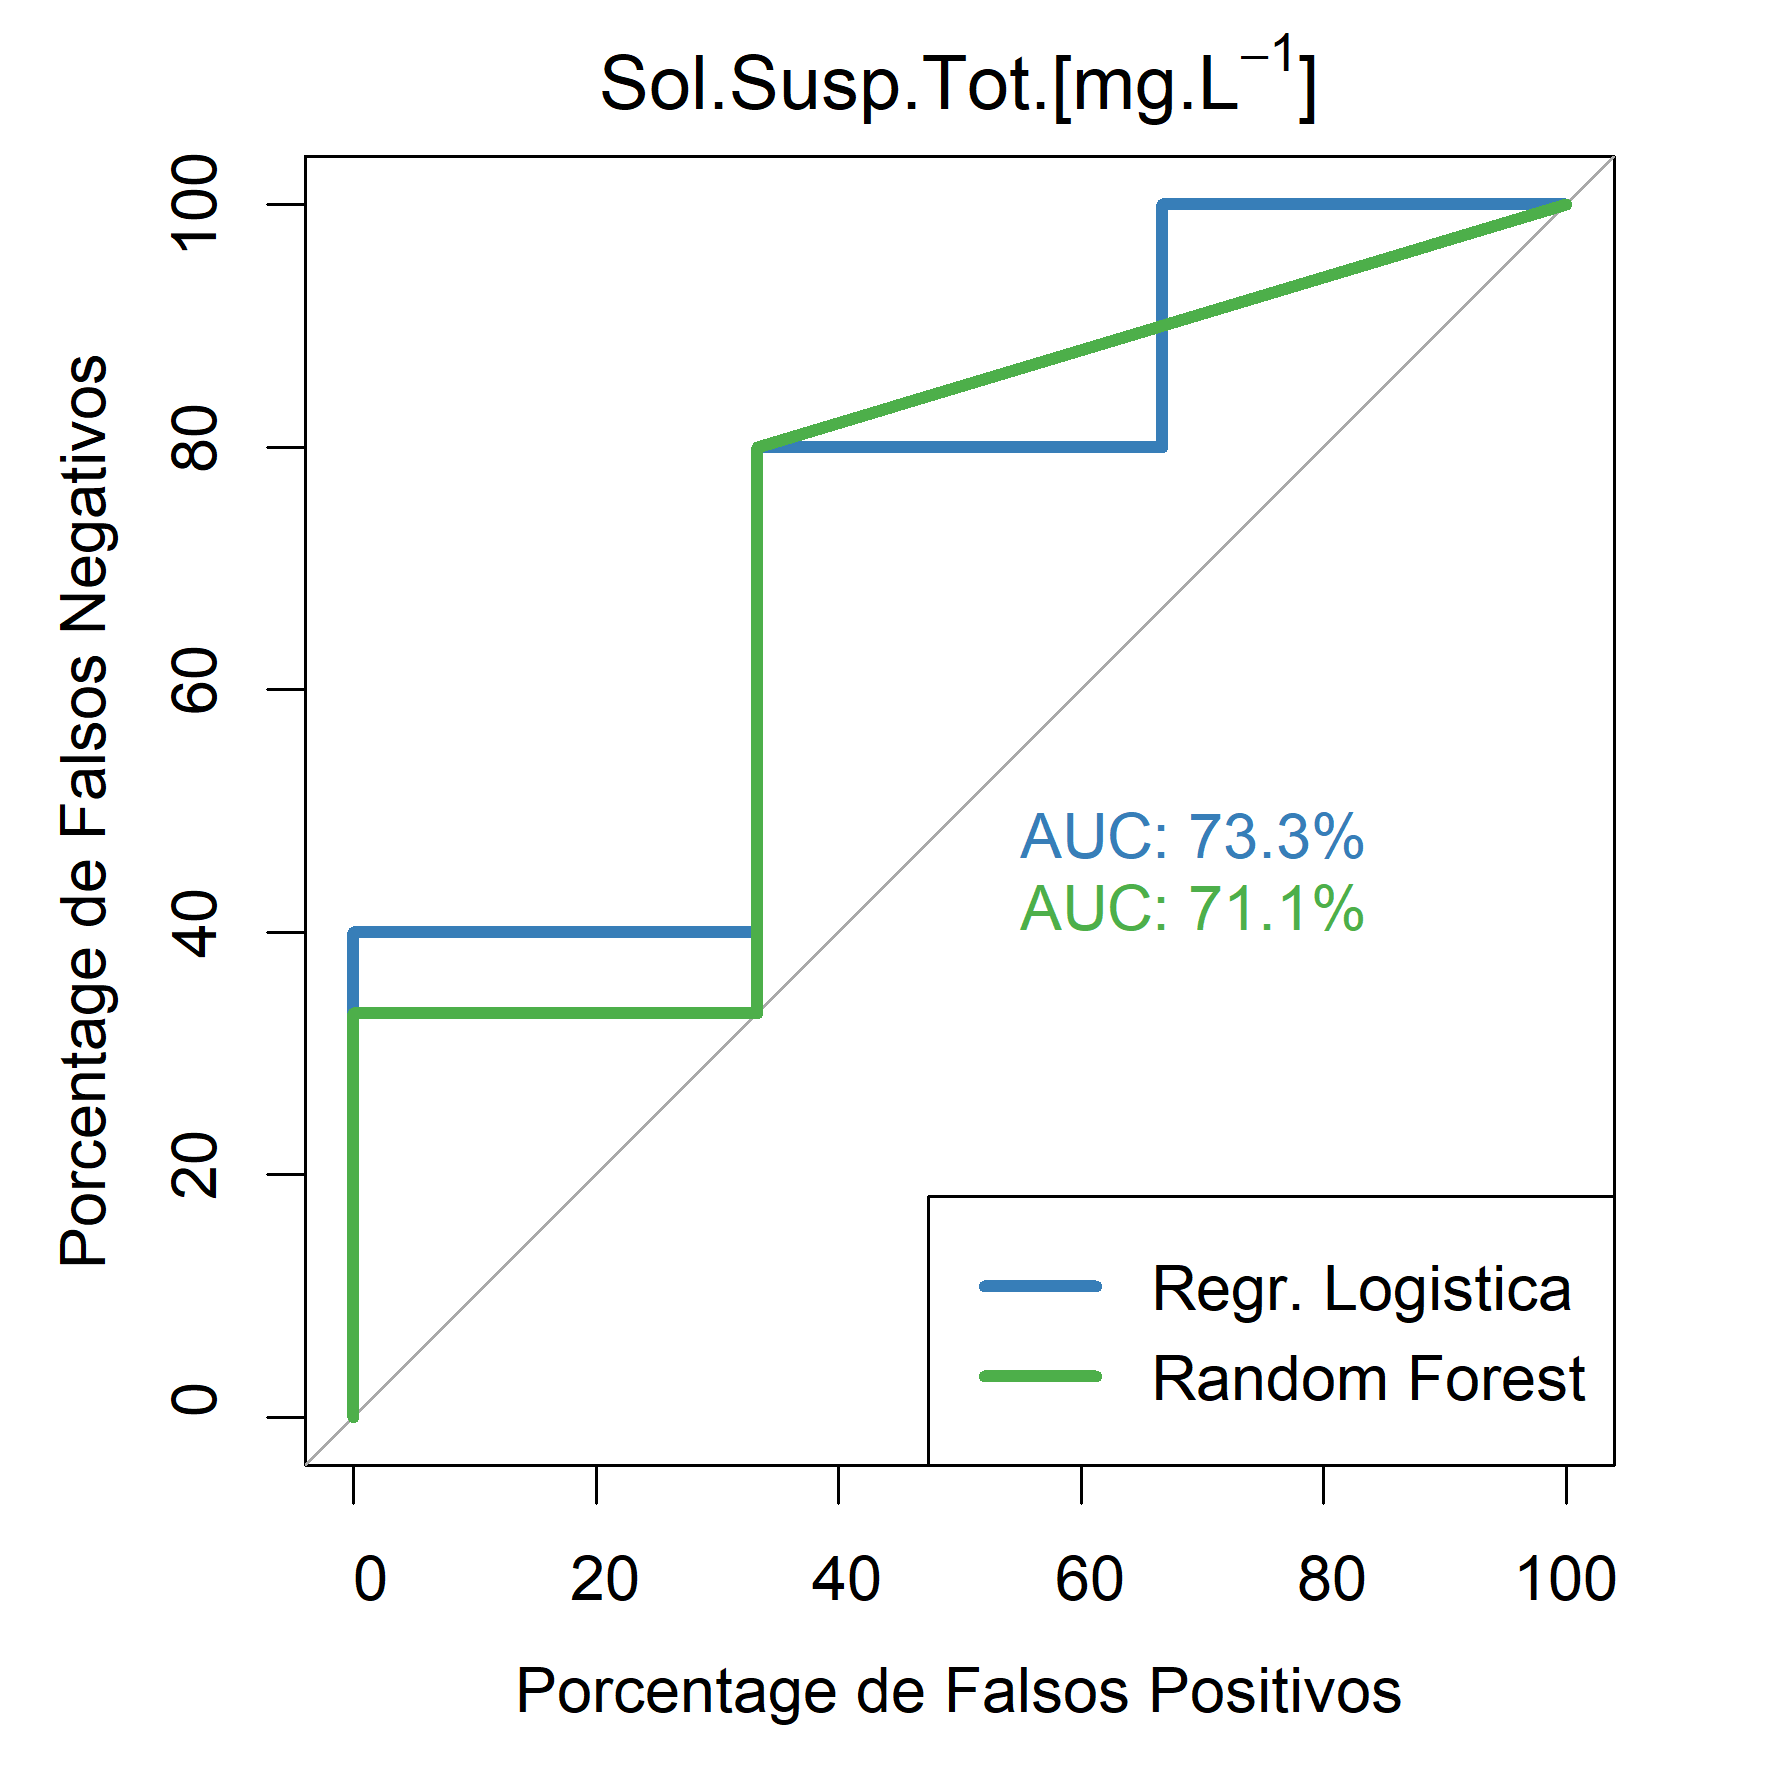 Sol.Susp.Tot.[mg.L⁻¹]
100
80
60
40
20
0
Porcentage de Falsos Negativos
AUC: 73.3%
AUC: 71.1%
Regr. Logistica
Random Forest
0 20 40 60 80 100
Porcentage de Falsos Positivos